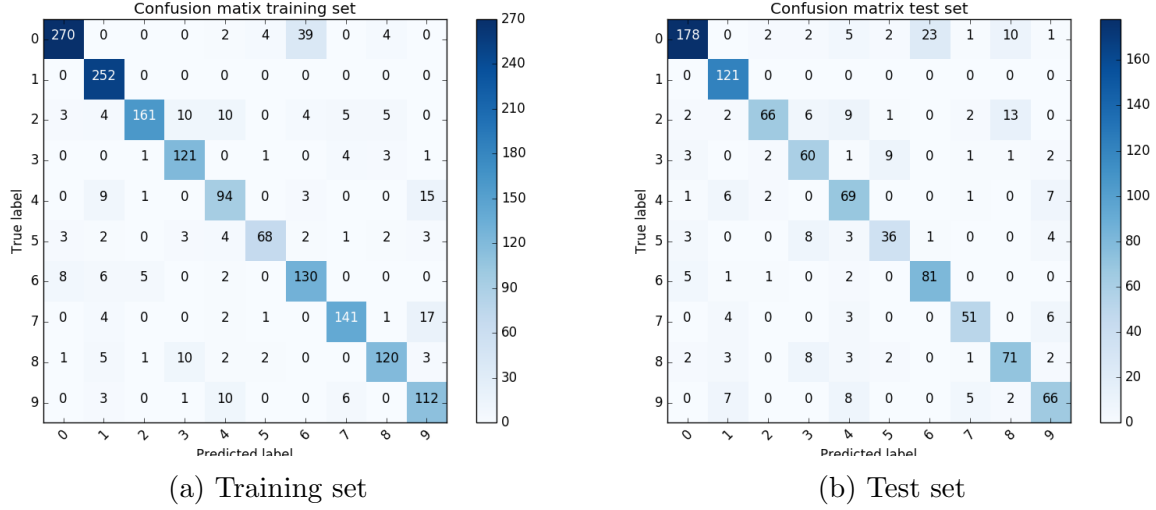 Confusion matix training set
0 270 0 0 0 2 4 39 0 4 0
1 0 252 0 0 0 0 0 0 0 0
2 3 4 161 10 10 0 4 5 5 0
3 0 0 1 121 0 1 0 4 3 1
4 0 9 1 0 94 0 3 0 0 15
5 3 2 0 3 4 68 2 1 2 3
6 8 6 5 0 2 0 130 0 0 0
7 0 4 0 0 2 1 0 141 1 17
8 1 5 1 10 2 2 0 0 120 3
9 0 3 0 1 10 0 0 6 0 112
0 1 2 3 4 5 6 7 8 9
True label
Predicted label
270
240
210
180
150
120
90
60
30
0
(a) Training set
Confusion matrix test set
0 178 0 2 2 5 2 23 1 10 1
1 0 121 0 0 0 0 0 0 0 0
2 2 2 66 6 9 1 0 2 13 0
3 3 0 2 60 1 9 0 1 1 2
4 1 6 2 0 69 0 0 1 0 7
5 3 0 0 8 3 36 1 0 0 4
6 5 1 1 0 2 0 81 0 0 0
7 0 4 0 0 3 0 0 51 0 6
8 2 3 0 8 3 2 0 1 71 2
9 0 7 0 0 8 0 0 5 2 66
0 1 2 3 4 5 6 7 8 9
True label
Predicted label
160
140
120
100
80
60
40
20
0
(b) Test set